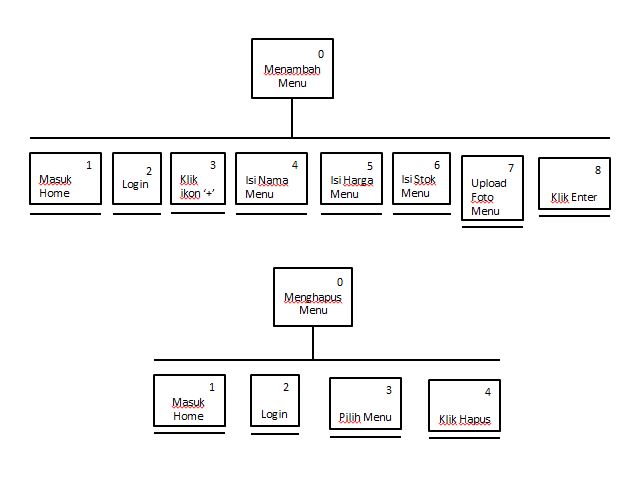 0
Menambah
Menu
1
Masuk
Home
2
Login
3
Klik
ikon ‘+’
4
Isi Nama
Menu
5
Isi Harga
Menu
6
Isi Stok
Menu
7
Upload
Foto
Menu
8
Klik Enter
0
Menghapus
Menu
1
Masuk
Home
2
Login
3
Pilih Menu
4
Klik Hapus